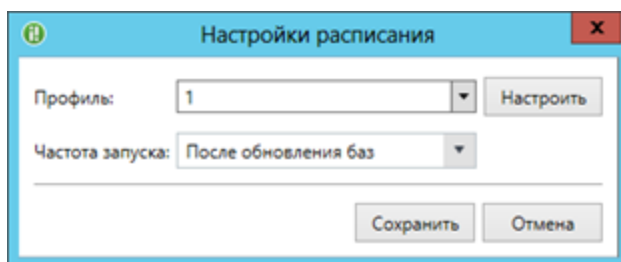 Настройки расписания
Профиль: 1 Настроить
Частота запуска: После обновления баз
Сохранить Отмена